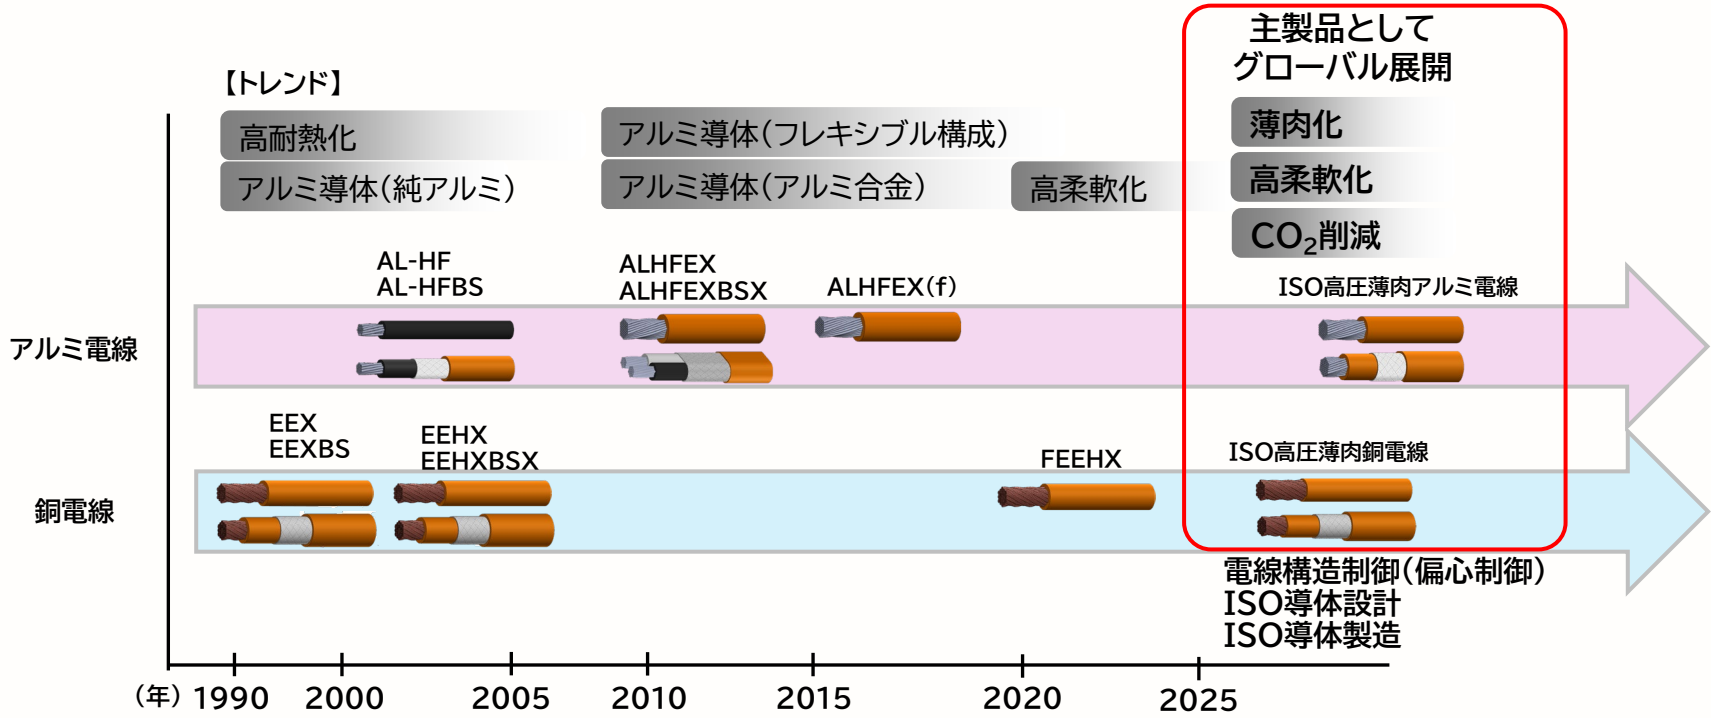 主製品として
グローバル展開
【トレンド】
高耐熱化
アルミ導体(純アルミ)
アルミ導体(フレキシブル構成)
アルミ導体(アルミ合金)
高柔軟化
薄肉化
高柔軟化
CO₂削減
アルミ電線
AL-HF
AL-HFBS
ALHFEX
ALHFEXBSX
ALHFEX(f)
ISO高圧薄肉アルミ電線
銅電線
EEX
EEXBS
EEHX
EEHXBSX
FEEHX
ISO高圧薄肉銅電線
電線構造制御(偏心制御)
ISO導体設計
ISO導体製造
(年) 1990 2000 2005 2010 2015 2020 2025